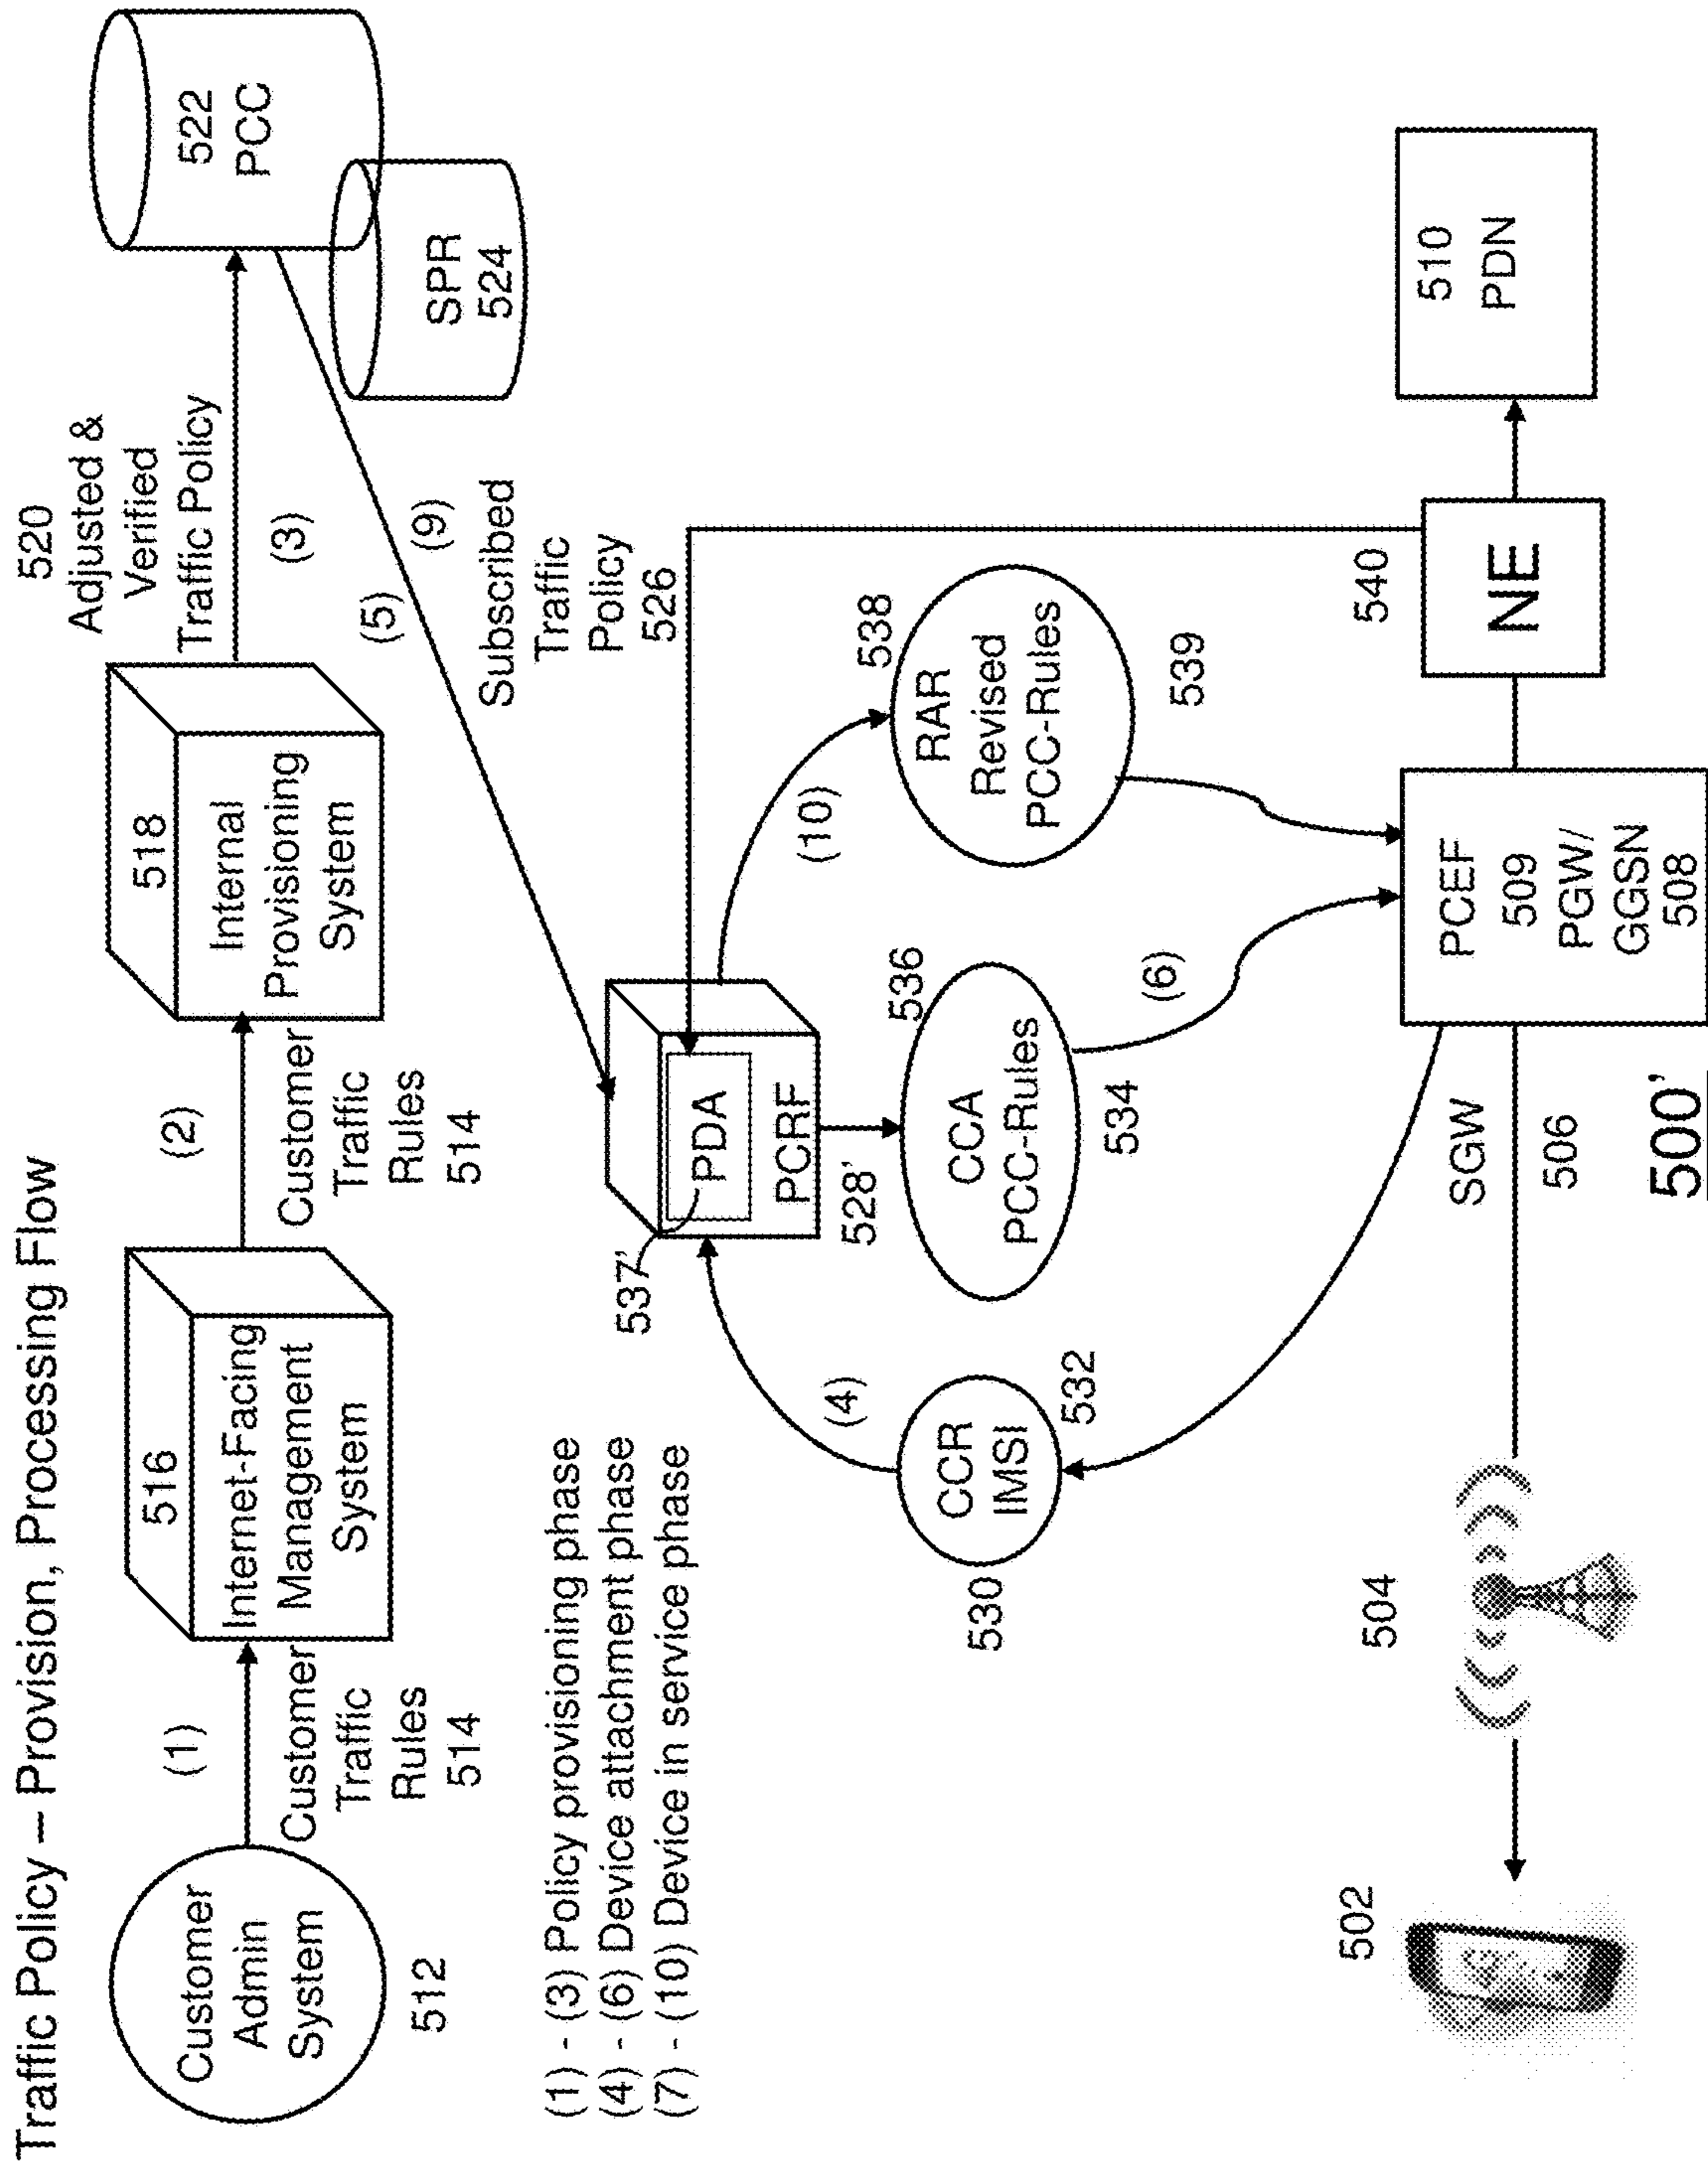 Traffic Policy – Provision, Processing Flow
Customer
Admin
System
512
(1)
Customer
Traffic
Rules
514
516
Internet-Facing
Management
System
(2)
Customer
Traffic
Rules
514
518
Internal
Provisioning
System
520
Adjusted &
Verified
Traffic Policy
(3)
522
PCC
SPR
524
(5)
(9)
Subscribed
Traffic
Policy
526
(1) - (3) Policy provisioning phase
(4) - (6) Device attachment phase
(7) - (10) Device in service phase
537'
PDA
PCRF
528'
(4)
CCR
IMSI
530
532
CCA
PCC-Rules
534
536
(6)
(10)
538
RAR
Revised
PCC-Rules
539
540
NE
510
PDN
PCEF
509
PGW/
GGSN
508
SGW
506
504
502
500'